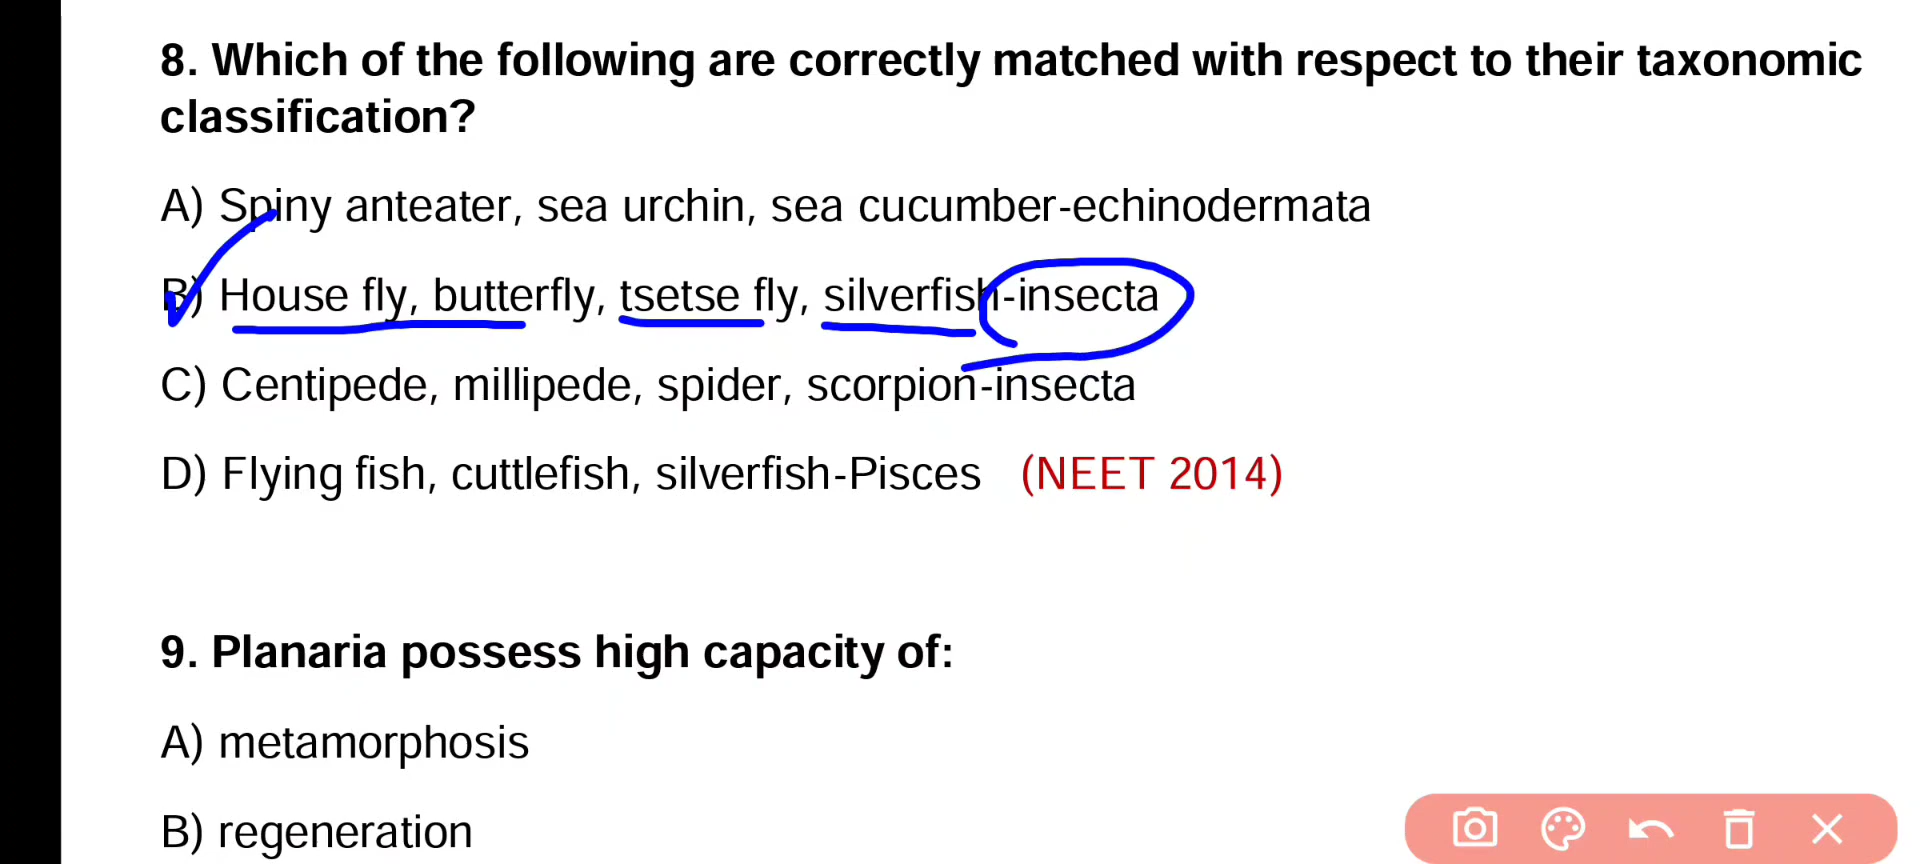 8. Which of the following are correctly matched with respect to their taxonomic
classification?
A) Spiny anteater, sea urchin, sea cucumber-echinodermata
B) House fly, butterfly, tsetse fly, silverfish-insecta
C) Centipede, millipede, spider, scorpion-insecta
D) Flying fish, cuttlefish, silverfish-Pisces (NEET 2014)
9. Planaria possess high capacity of:
A) metamorphosis
B) regeneration